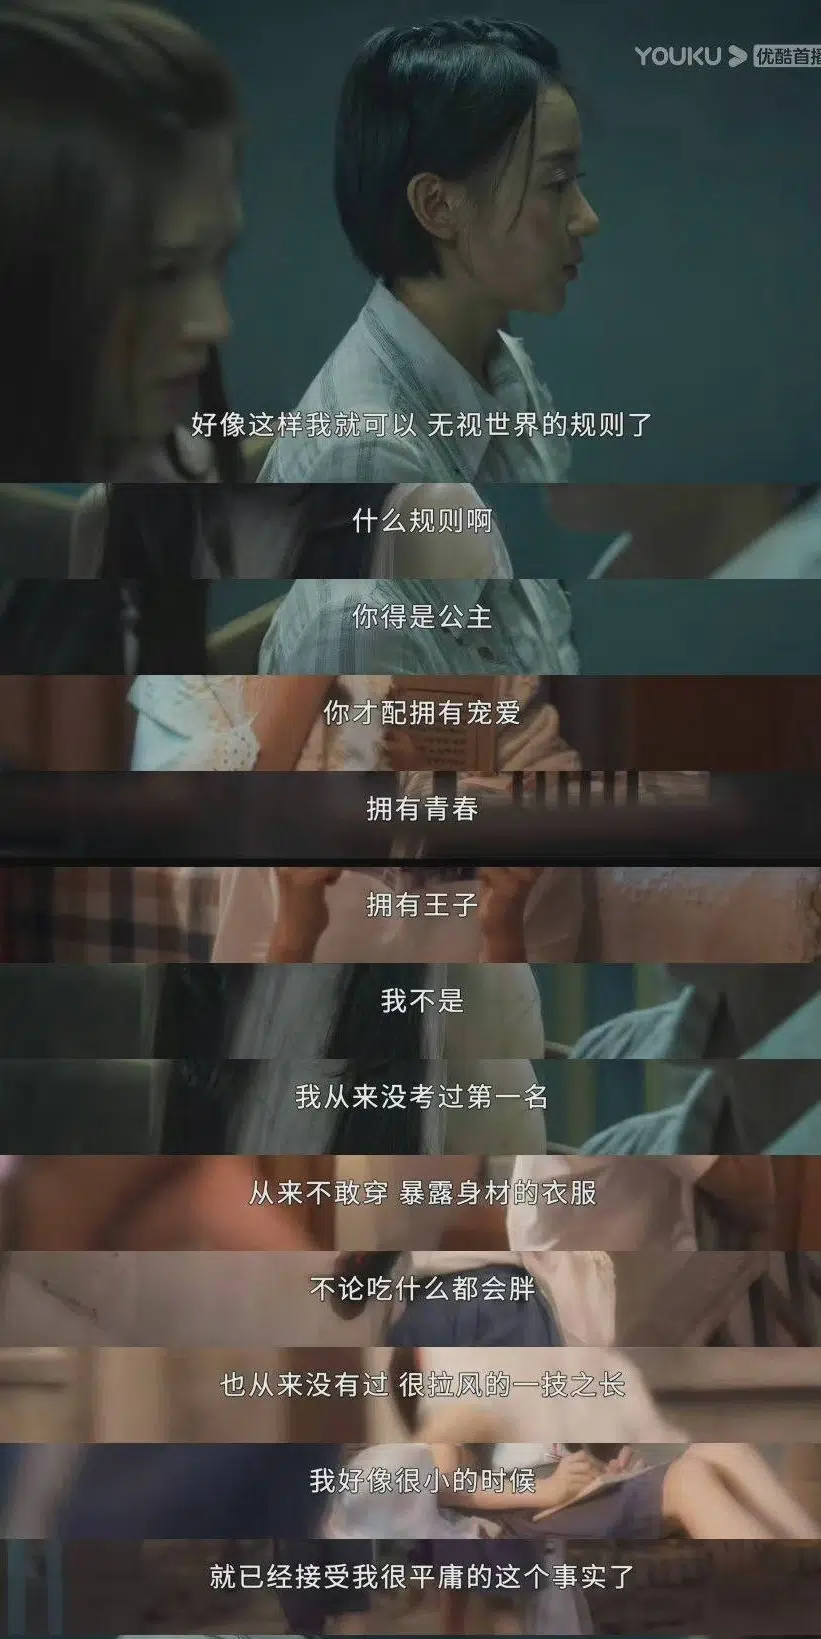 YOUKU 优酷首播
好像这样我就可以 无视世界的规则了
什么规则啊
你得是公主
你才配拥有宠爱
拥有青春
拥有王子
我不是
我从来没考过第一名
从来不敢穿 暴露身材的衣服
不论吃什么都会胖
也从来没有过 很拉风的一技之长
我好像很小的时候
就已经接受我很平庸的这个事实了